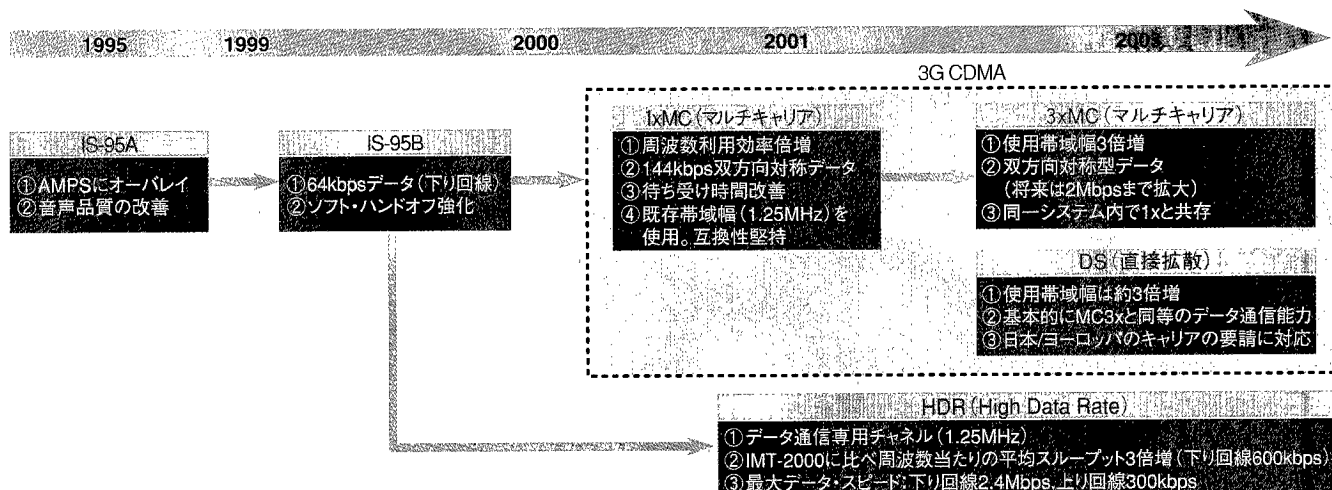 1995
1999
2000
2001
2003
3G CDMA
IS-95A
①AMPSにオーバレイ
②音声品質の改善
IS-95B
①64kbpsデータ(下り回線)
②ソフト・ハンドオフ強化
1xMC(マルチキャリア)
①周波数利用効率倍増
②144kbps双方向対称データ
③待ち受け時間改善
④既存帯域幅(1.25MHz)を
使用。互換性堅持
3xMC(マルチキャリア)
①使用帯域幅3倍増
②双方向対称型データ
(将来は2Mbpsまで拡大)
③同一システム内で1xと共存
DS(直接拡散)
①使用帯域幅は約3倍増
②基本的にMC3xと同等のデータ通信能力
③日本/ヨーロッパのキャリアの要請に対応
HDR(High Data Rate)
①データ通信専用チャネル(1.25MHz)
②IMT-2000に比べ周波数当たりの平均スループット3倍増(下り回線600kbps)
③最大データ・スピード:下り回線2.4Mbps,上り回線300kbps